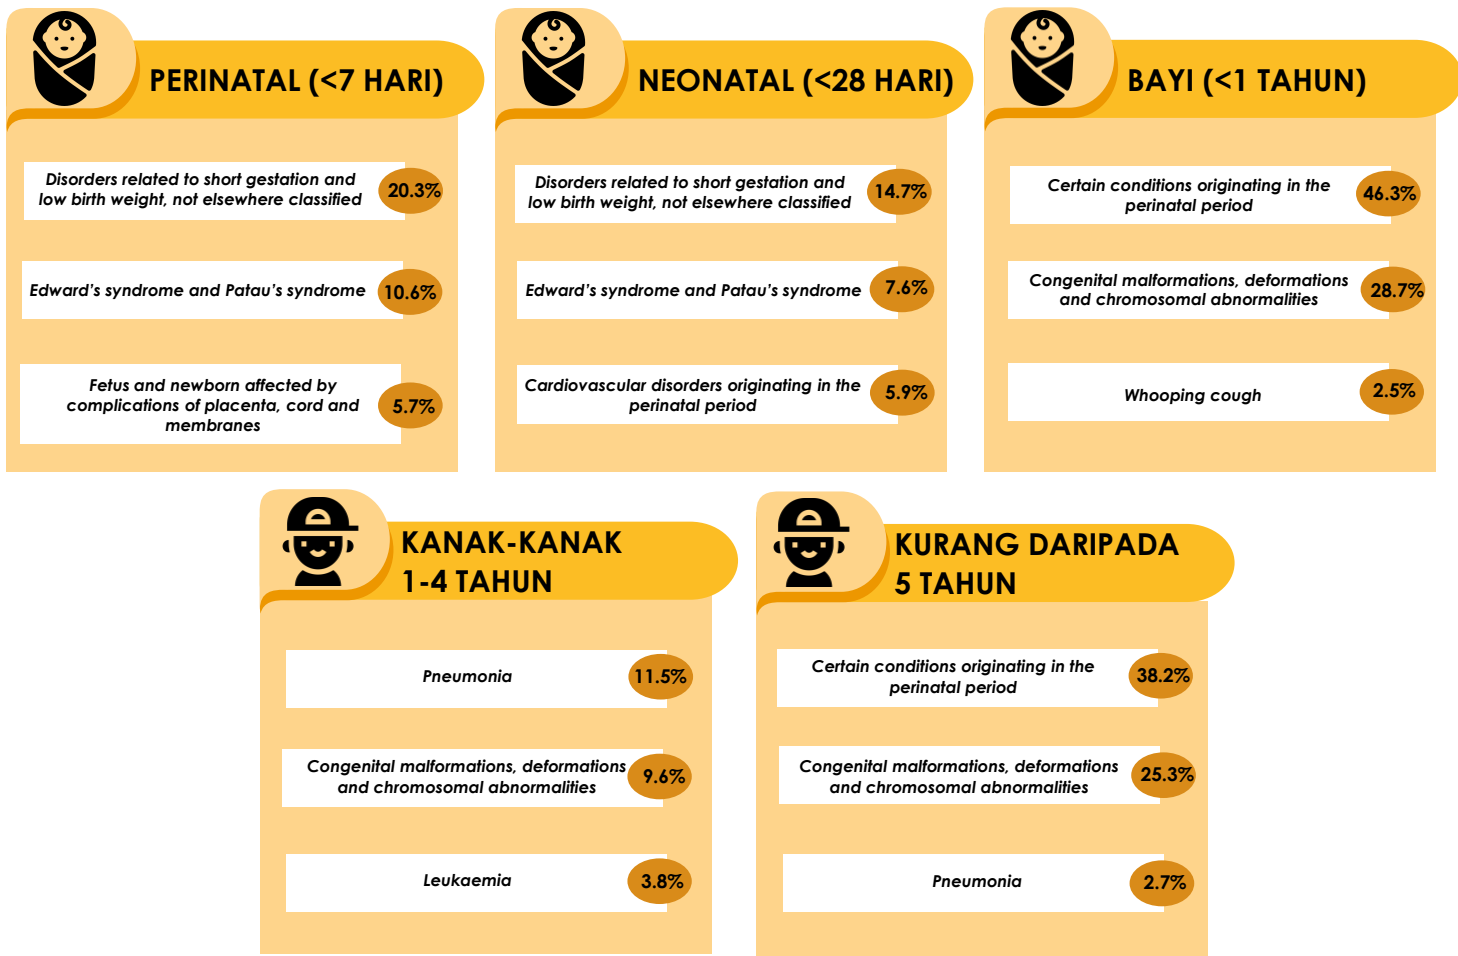 PERINATAL (<7 HARI)
Disorders related to short gestation and
low birth weight, not elsewhere classified
20.3%
Edward's syndrome and Patau's syndrome
10.6%
Fetus and newborn affected by
complications of placenta, cord and
membranes
5.7%
NEONATAL (<28 HARI)
Disorders related to short gestation and
low birth weight, not elsewhere classified
14.7%
Edward's syndrome and Patau's syndrome
7.6%
Cardiovascular disorders originating in the
perinatal period
5.9%
BAYI (<1 TAHUN)
Certain conditions originating in the
perinatal period
46.3%
Congenital malformations, deformations
and chromosomal abnormalities
28.7%
Whooping cough
2.5%
KANAK-KANAK
1-4 TAHUN
Pneumonia
11.5%
Congenital malformations, deformations
and chromosomal abnormalities
9.6%
Leukaemia
3.8%
KURANG DARIPADA
5 TAHUN
Certain conditions originating in the
perinatal period
38.2%
Congenital malformations, deformations
and chromosomal abnormalities
25.3%
Pneumonia
2.7%